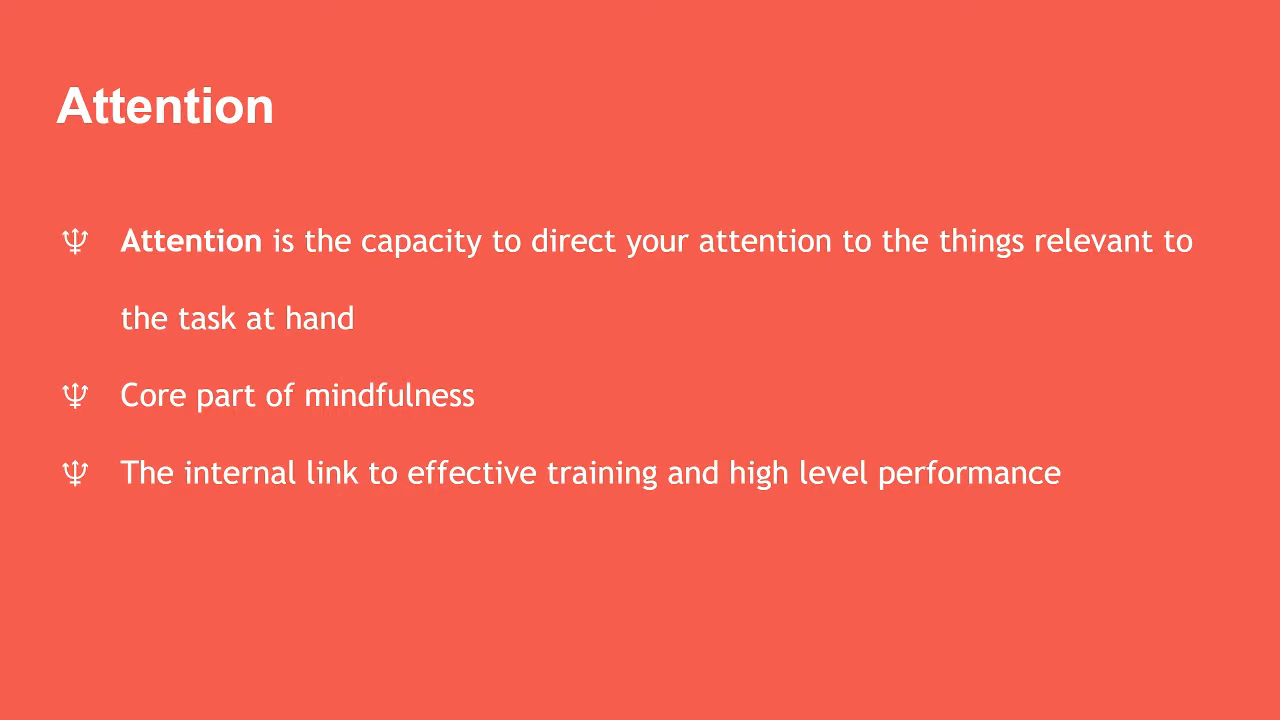 Attention
♆ Attention is the capacity to direct your attention to the things relevant to
the task at hand
♆ Core part of mindfulness
♆ The internal link to effective training and high level performance